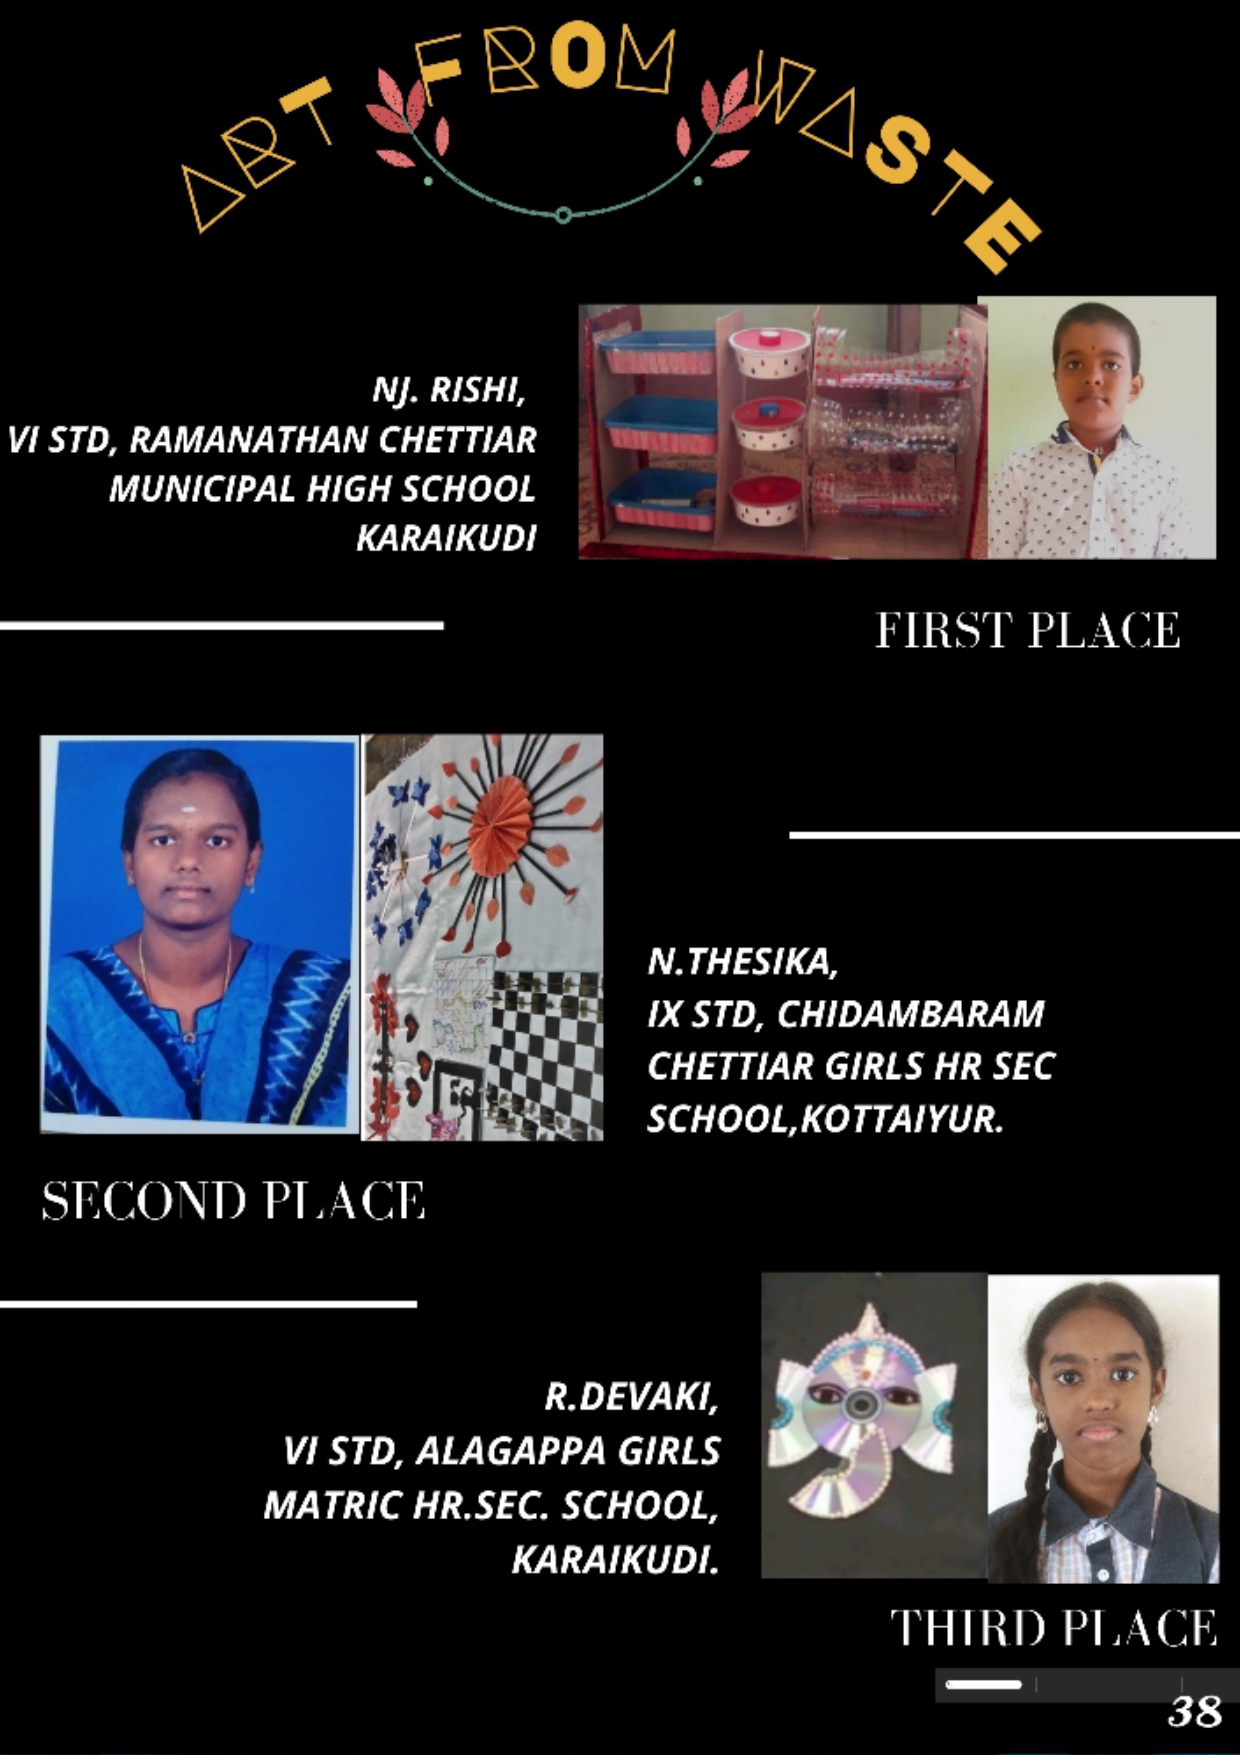 ART FROM WASTE
NJ. RISHI,
VI STD, RAMANATHAN CHETTIAR
MUNICIPAL HIGH SCHOOL
KARAIKUDI
FIRST PLACE
N.THESIKA,
IX STD, CHIDAMBARAM
CHETTIAR GIRLS HR SEC
SCHOOL,KOTTAIYUR.
SECOND PLACE
R.DEVAKI,
VI STD, ALAGAPPA GIRLS
MATRIC HR.SEC. SCHOOL,
KARAIKUDI.
THIRD PLACE
38